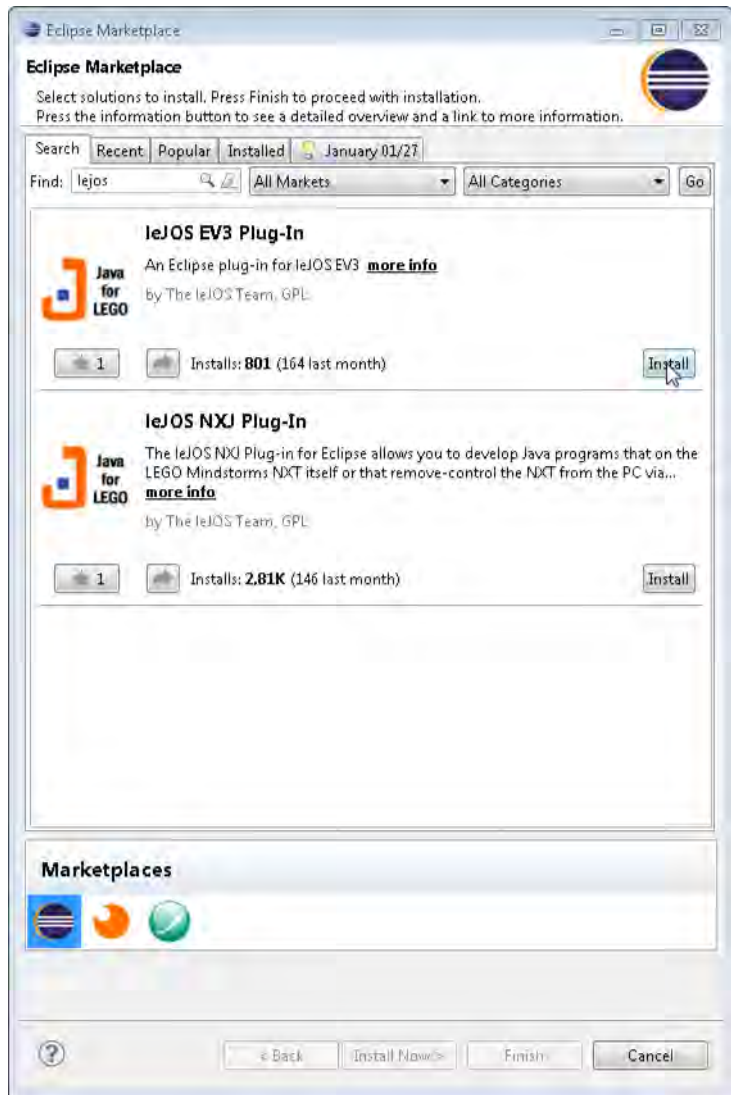 Eclipse Marketplace
Eclipse Marketplace
Select solutions to install. Press Finish to proceed with installation.
Press the information button to see a detailed overview and a link to more information.
Search Recent Popular Installed January 01/27
Find: lejos All Markets All Categories Go
leJOS EV3 Plug-In
An Eclipse plug-in for leJOS EV3 more info
by The leJOS Team, GPL
Java
for
LEGO
1 Installs: 801 (164 last month) Install
leJOS NXJ Plug-In
The leJOS NXJ Plug-in for Eclipse allows you to develop Java programs that on the
LEGO Mindstorms NXT itself or that remove-control the NXT from the PC via...
more info
by The leJOS Team, GPL
Java
for
LEGO
1 Installs: 2,81K (146 last month) Install
Marketplaces
? < Back Install Now > Finish Cancel